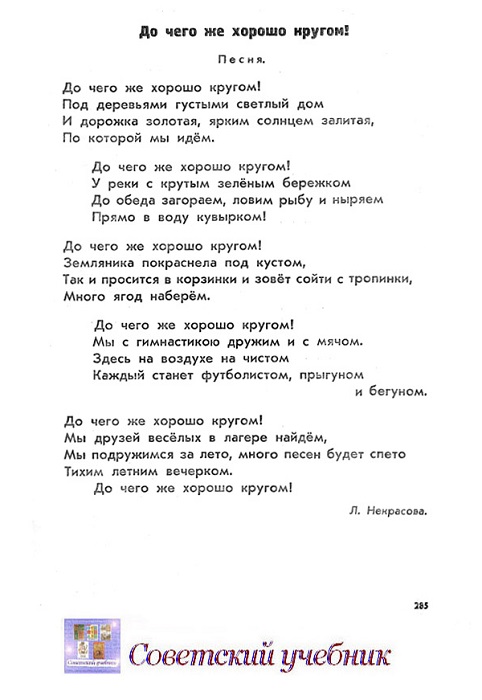 До чего же хорошо кругом!
Песня.
До чего же хорошо кругом!
Под деревьями густыми светлый дом
И дорожка золотая, ярким солнцем залитая,
По которой мы идём.
До чего же хорошо кругом!
У реки с крутым зелёным бережком
До обеда загораем, ловим рыбу и ныряем
Прямо в воду кувырком!
До чего же хорошо кругом!
Земляника покраснела под кустом,
Так и просится в корзинки и зовёт сойти с тропинки,
Много ягод наберём.
До чего же хорошо кругом!
Мы с гимнастикою дружим и с мячом.
Здесь на воздухе на чистом
Каждый станет футболистом, прыгуном
и бегуном.
До чего же хорошо кругом!
Мы друзей весёлых в лагере найдём,
Мы подружимся за лето, много песен будет спето
Тихим летним вечерком.
До чего же хорошо кругом!
Л. Некрасова.
285
Советский учебник
Советский учебник